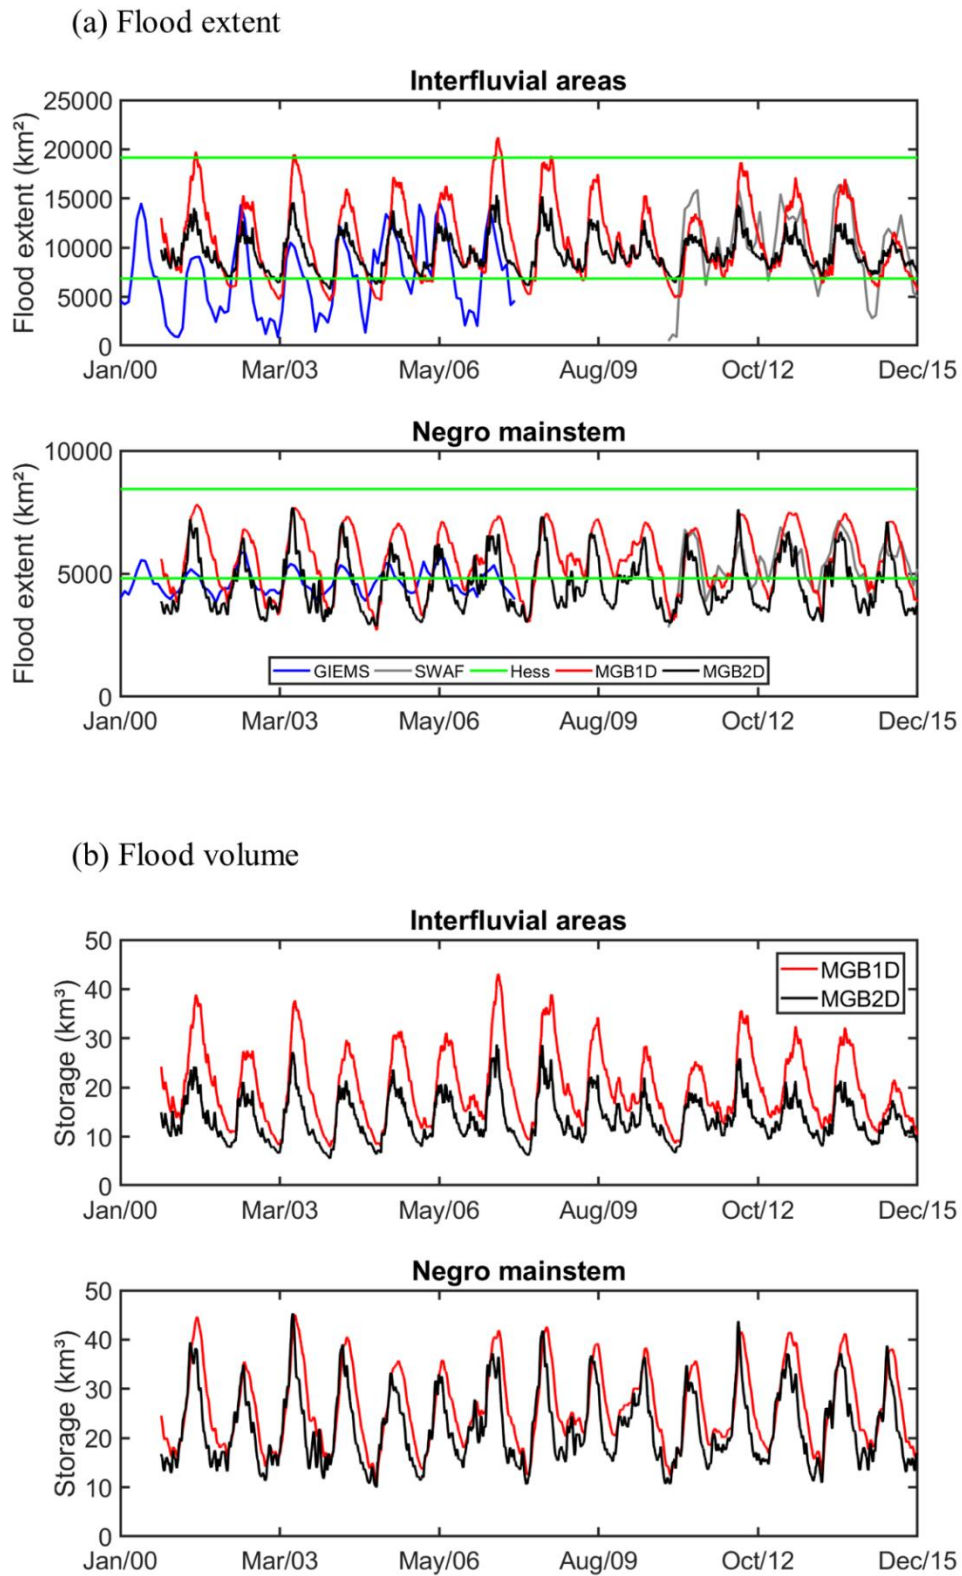 (a) Flood extent
Interfluvial areas
Flood extent (km²)
25000
20000
15000
10000
5000
0
Jan/00 Mar/03 May/06 Aug/09 Oct/12 Dec/15
Negro mainstem
Flood extent (km²)
10000
5000
0
GIEMS SWAF Hess MGB1D MGB2D
Jan/00 Mar/03 May/06 Aug/09 Oct/12 Dec/15
(b) Flood volume
Interfluvial areas
Storage (km³)
50
40
30
20
10
0
MGB1D
MGB2D
Jan/00 Mar/03 May/06 Aug/09 Oct/12 Dec/15
Negro mainstem
Storage (km³)
50
40
30
20
10
0
Jan/00 Mar/03 May/06 Aug/09 Oct/12 Dec/15